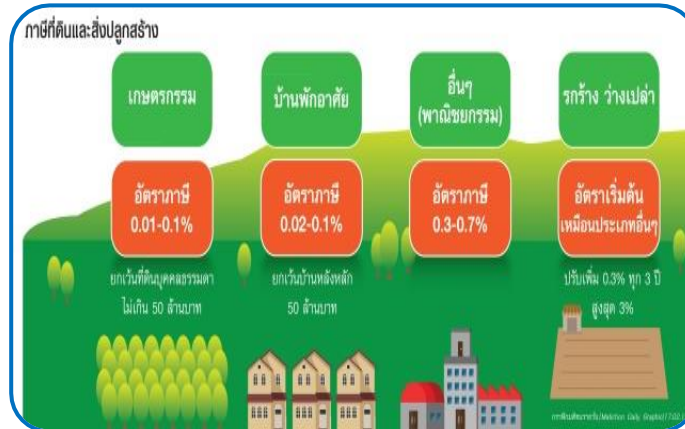 ภาษีที่ดินและสิ่งปลูกสร้าง
เกษตรกรรม
บ้านพักอาศัย
อื่นๆ
(พาณิชยกรรม)
รกร้าง ว่างเปล่า
อัตราภาษี
0.01-0.1%
อัตราภาษี
0.02-0.1%
อัตราภาษี
0.3-0.7%
อัตราเริ่มต้น
เหมือนประเภทอื่นๆ
ยกเว้นที่ดินบุคคลธรรมดา
ไม่เกิน 50 ล้านบาท
ยกเว้นบ้านหลังหลัก
50 ล้านบาท
ปรับเพิ่ม 0.3% ทุก 3 ปี
สูงสุด 3%